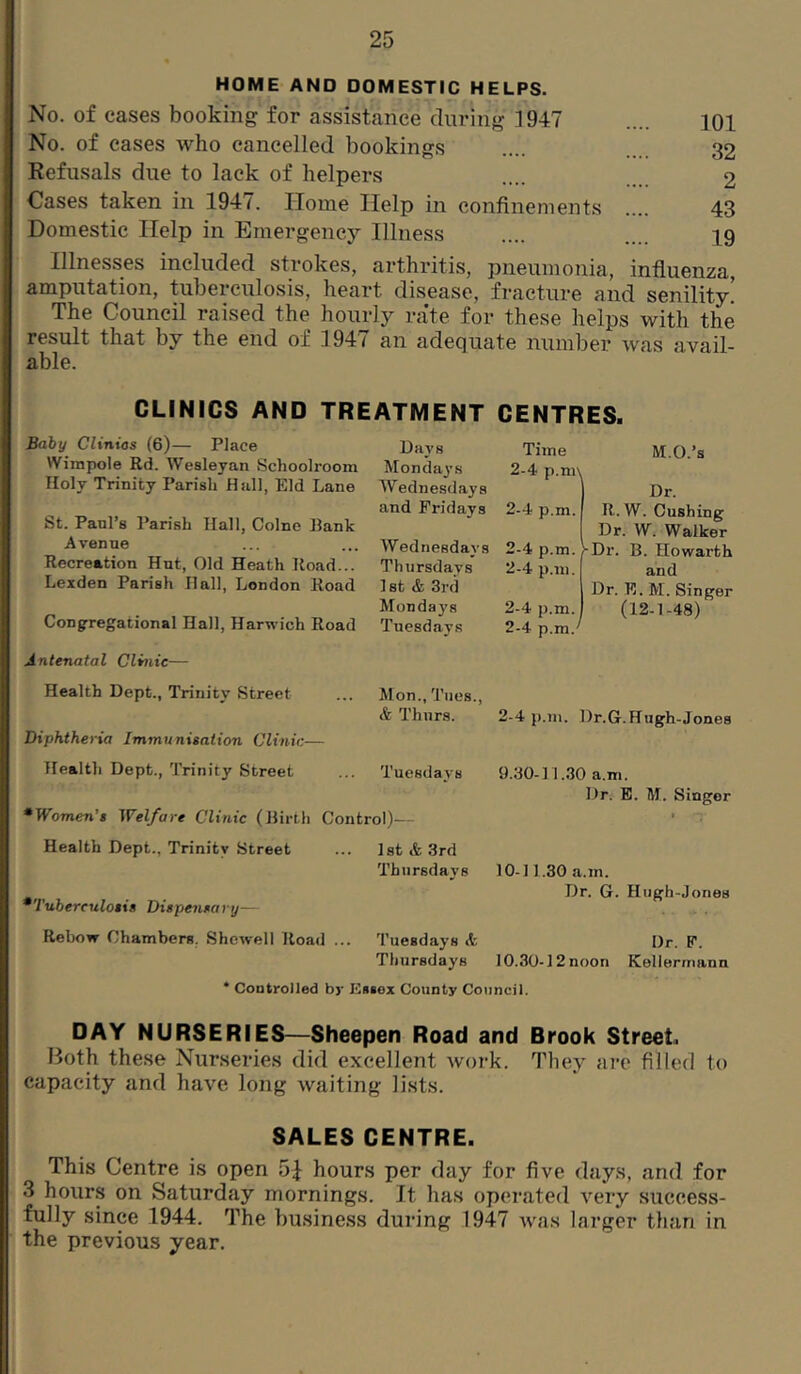 25
HOME AND DOMESTIC HELPS.
No. of cases booking for assistance during 1947 .... 101
No. of cases who cancelled bookings .... .... 32
Refusals due to lack of helpers .... .... 2
Cases taken in 1947. Home Help in confinements .... 43
Domestic Help in Emergency Illness .... .... 19
Illnesses included strokes, arthritis, pneumonia, influenza,
amputation, tuberculosis, heart disease, fracture and senility.
The Council raised the hourly rate for these helps with the
result that by the end of 1947 an adequate number was avail-
able.
CLINICS AND TREATMENT CENTRES.
Baby Clinics (6)— Place Days Time M.O.'s
Wimpole Rd. Wesleyan Schoolroom Mondays 2-4 p.m.
Holy Trinity Parish Hall, Eld Lane Wednesdays Dr.
and Fridays 2-4 p.m. R. W. Cushing
St. Paul's Parish Hall, Colne Bank Dr. W. Walker
Avenue ... ... Wednesdays 2-4 p.m. Dr. B. Howarth
Recreation Hut, Old Heath Road... Thursdays 2-4 p.m. and
Lexden Parish Hall, London Road 1st & 3rd Dr. E. M. Singer
Mondays 2-4 p.m. (12-1-48)
Congregational Hall, Harwich Road Tuesdays 2-4 p.m.
Antenatal Clinic—
Health Dept., Trinity Street ... Mon., Tues.,
& Thurs. 2-4 p.m. Dr.G.Hugh-Jones
Diphtheria Immunisation Clinic—
Health Dept., Trinity Street ... Tuesdays 9.30-11.30 a.m.
Dr. E. M. Singer
*Women's Welfare Clinic (Birth Control)—
Health Dept., Trinity Street ... 1st & 3rd
Thursdays 10-11.30 a.m.
Dr. G. Hugh-Jones
*Tuberculosis Dispensary—
Rebow Chambers, Shewell Road ... Tuesdays & Dr. F.
Thursdays 10.30-12 noon Kellermann
* Controlled by Essex County Council.
DAY NURSERIES—Sheepen Road and Brook Street.
Both these Nurseries did excellent work. They are filled to
capacity and have long waiting lists.
SALES CENTRE.
This Centre is open 5¼ hours per day for five days, and for
3 hours on Saturday mornings. It has operated very success-
fully since 1944. The business during 1947 was larger than in
the previous year.